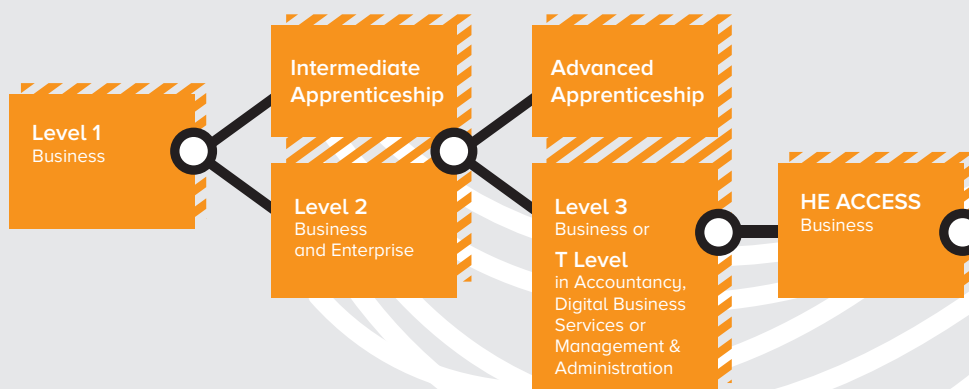 Level 1
Business
Intermediate
Apprenticeship
Level 2
Business
and Enterprise
Advanced
Apprenticeship
Level 3
Business or
T Level
in Accountancy,
Digital Business
Services or
Management &
Administration
HE ACCESS
Business